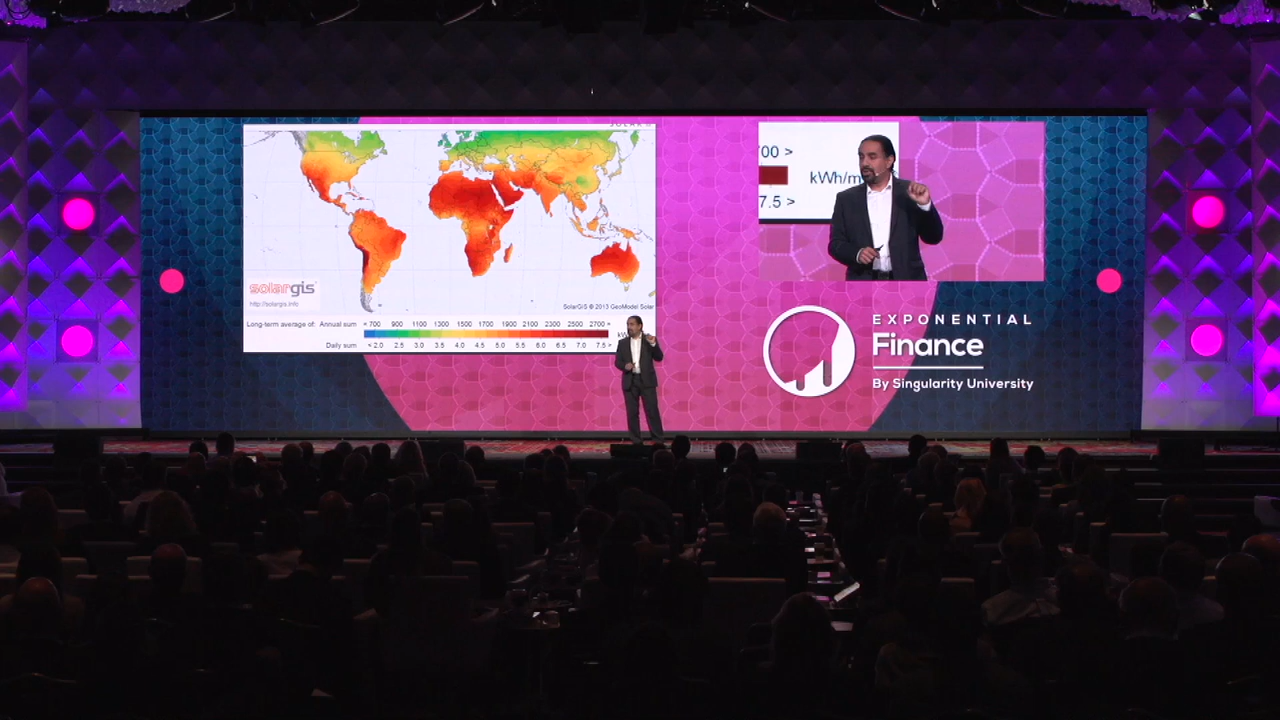 SOLAR
solargis
http://solargis.info
SolarGIS © 2013 GeoModel Solar
Long-term average of: Annual sum < 700 900 1100 1300 1500 1700 1900 2100 2300 2500 2700 >
Daily sum < 2.0 2.5 3.0 3.5 4.0 4.5 5.0 5.5 6.0 6.5 7.0 7.5 >
00 >
kWh/m
7.5 >
EXPONENTIAL
Finance
By Singularity University